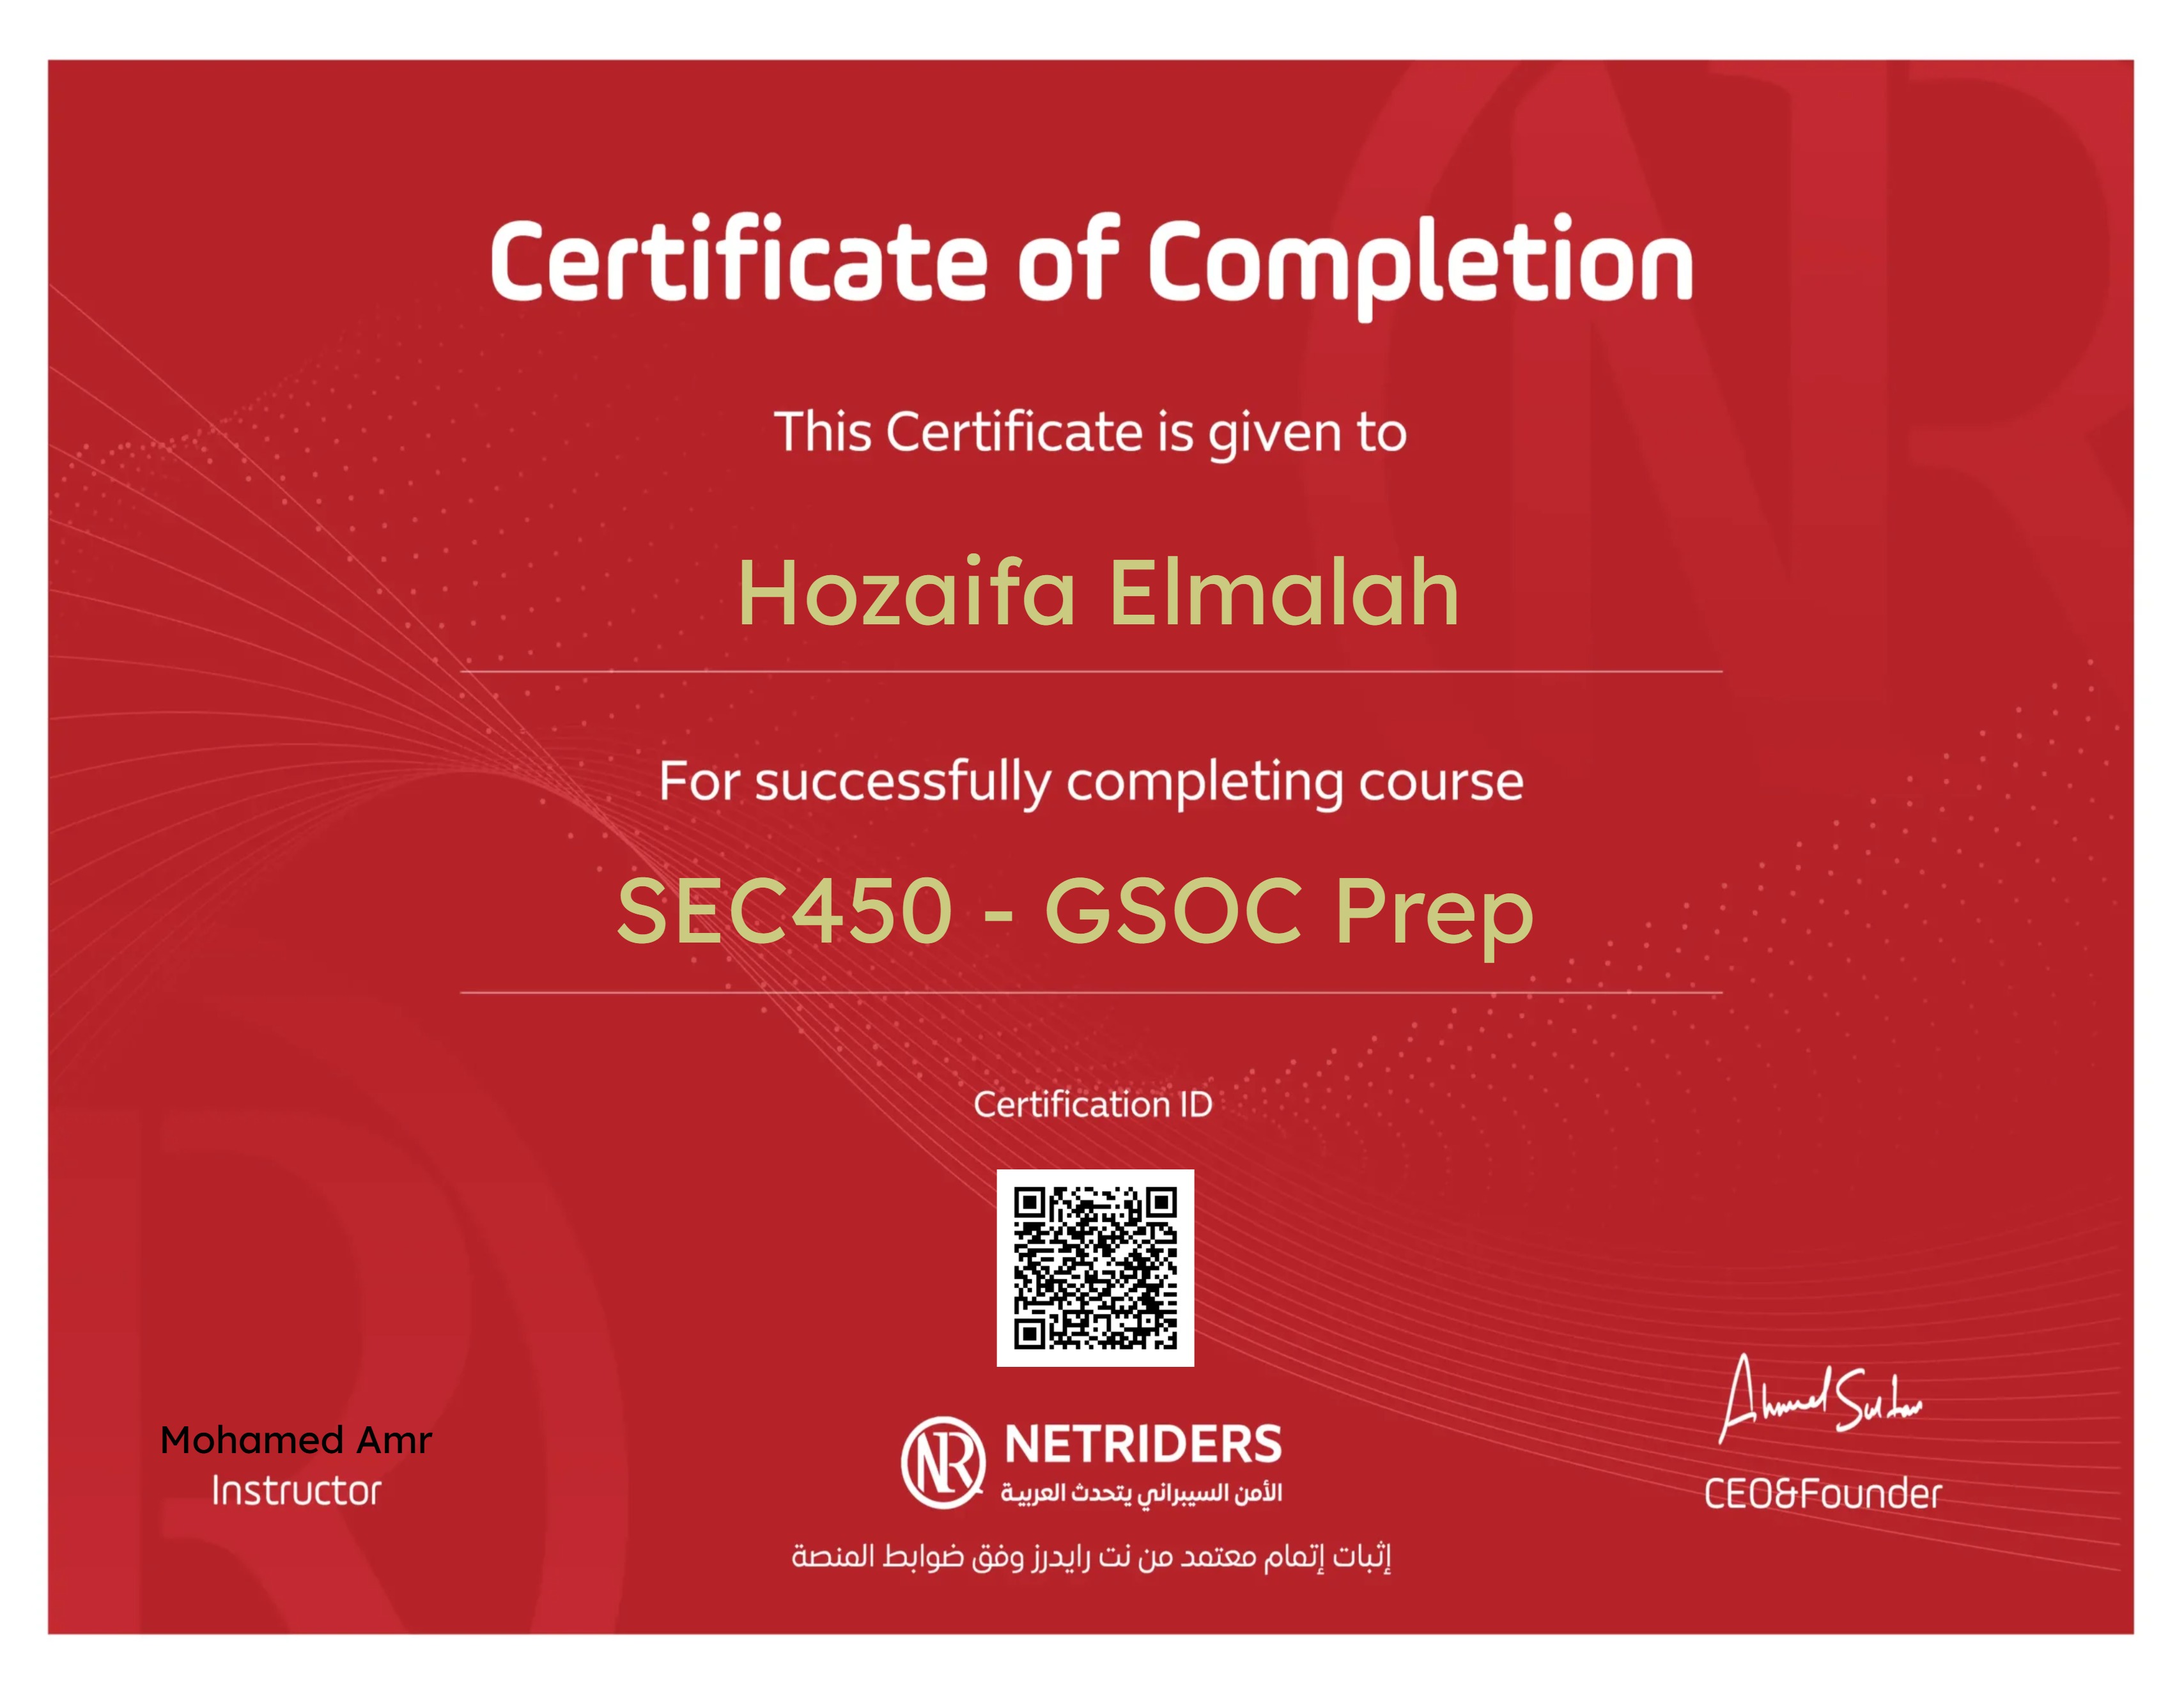 Certificate of Completion
This Certificate is given to
Hozaifa Elmalah
For successfully completing course
SEC450 - GSOC Prep
Certification ID
Ahmed Sultan
Mohamed Amr
Instructor
NR NETRIDERS
الأمن السيبراني يتحدث العربية
CEO&Founder
إثبات إتمام معتمد من نت رايدرز وفق ضوابط المنصة